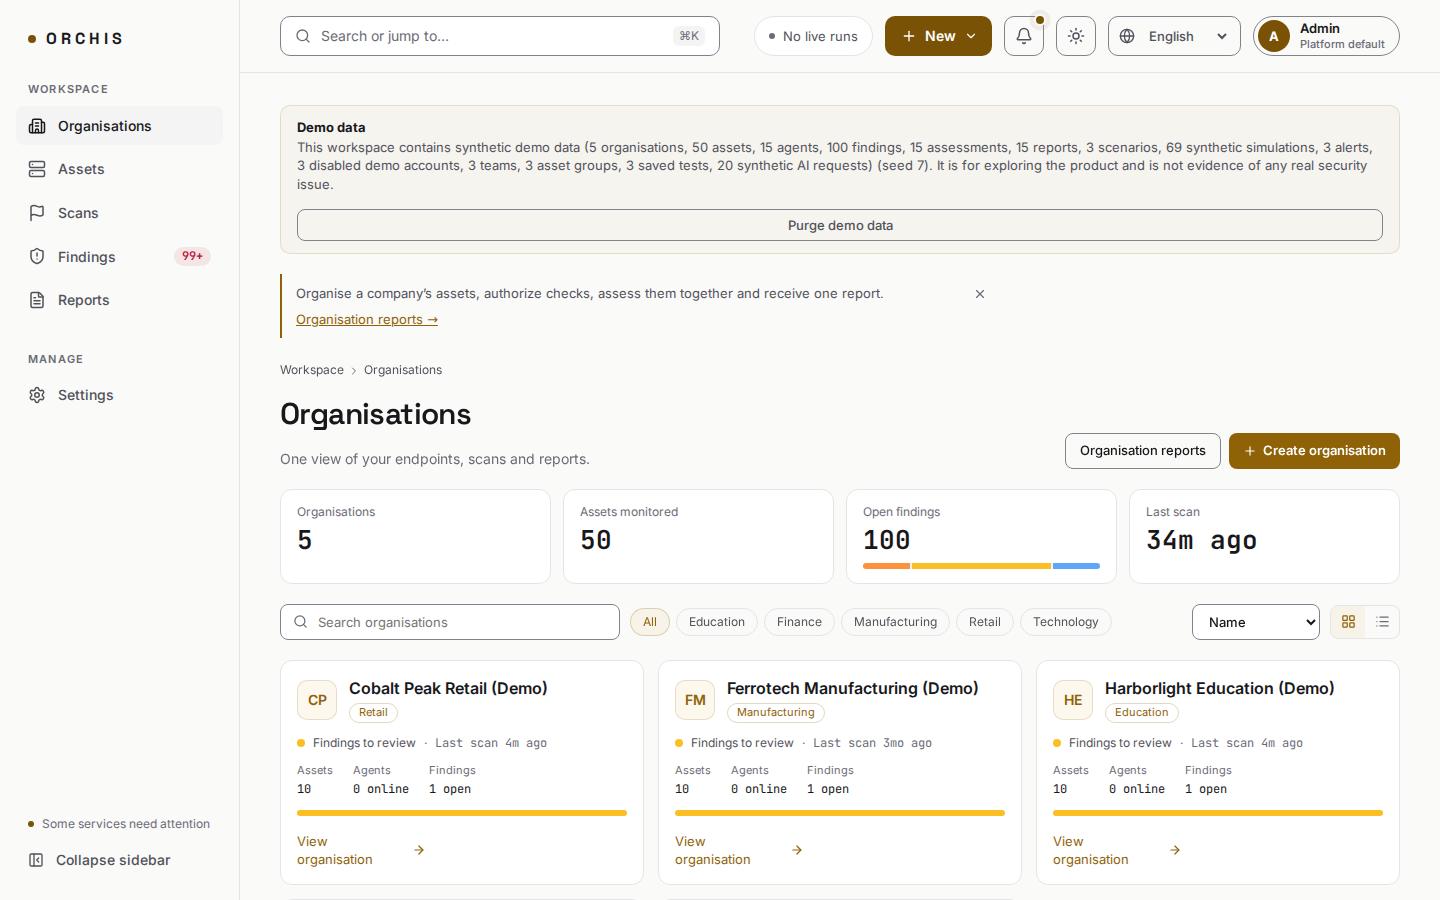 ORCHIS
Search or jump to...
⌘K
No live runs
New
English
A
Admin
Platform default
WORKSPACE
Organisations
Assets
Scans
Findings
99+
Reports
MANAGE
Settings
Some services need attention
Collapse sidebar
Demo data
This workspace contains synthetic demo data (5 organisations, 50 assets, 15 agents, 100 findings, 15 assessments, 15 reports, 3 scenarios, 69 synthetic simulations, 3 alerts,
3 disabled demo accounts, 3 teams, 3 asset groups, 3 saved tests, 20 synthetic AI requests) (seed 7). It is for exploring the product and is not evidence of any real security
issue.
Purge demo data
Organise a company's assets, authorize checks, assess them together and receive one report.
Organisation reports →
Workspace › Organisations
Organisations
One view of your endpoints, scans and reports.
Organisation reports
+ Create organisation
Organisations
5
Assets monitored
50
Open findings
100
Last scan
34m ago
Search organisations
All
Education
Finance
Manufacturing
Retail
Technology
Name
CP
Cobalt Peak Retail (Demo)
Retail
Findings to review · Last scan 4m ago
Assets Agents Findings
10 0 online 1 open
View
organisation →
FM
Ferrotech Manufacturing (Demo)
Manufacturing
Findings to review · Last scan 3mo ago
Assets Agents Findings
10 0 online 1 open
View
organisation →
HE
Harborlight Education (Demo)
Education
Findings to review · Last scan 4m ago
Assets Agents Findings
10 0 online 1 open
View
organisation →